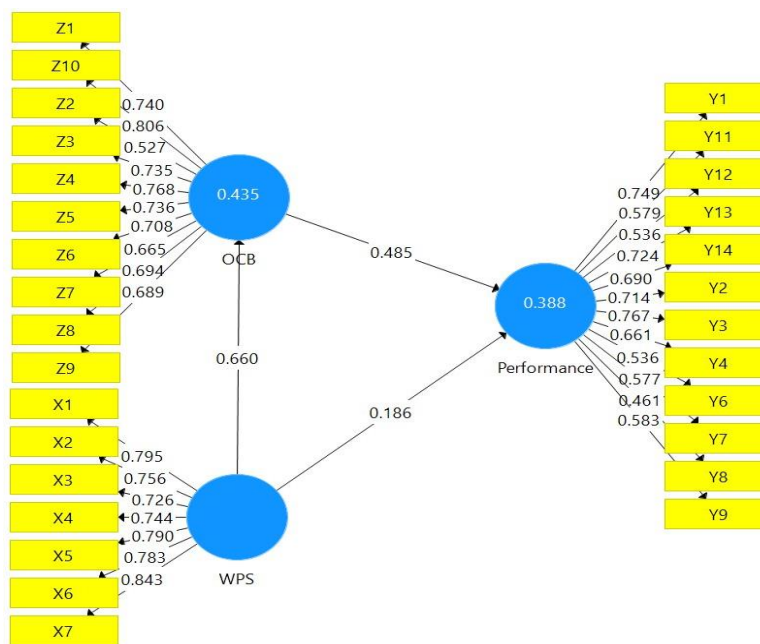 Z1
Z10
Z2
Z3
Z4
Z5
Z6
Z7
Z8
Z9
0.740
0.806
0.527
0.735
0.768
0.736
0.708
0.665
0.694
0.689
0.435
OCB
X1
X2
X3
X4
X5
X6
X7
0.795
0.756
0.726
0.744
0.790
0.783
0.843
WPS
0.660
0.485
0.186
0.388
Performance
0.749
0.579
0.536
0.724
0.690
0.714
0.767
0.661
0.536
0.577
0.461
0.583
Y1
Y11
Y12
Y13
Y14
Y2
Y3
Y4
Y6
Y7
Y8
Y9